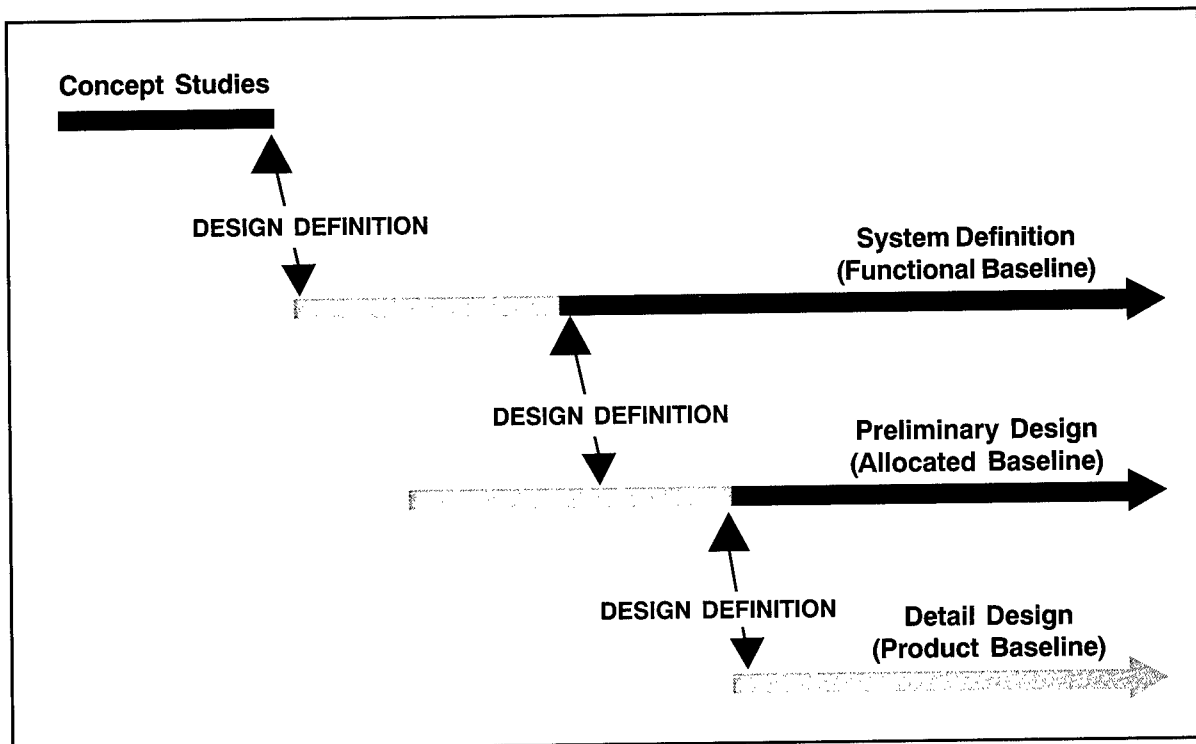 Concept Studies
DESIGN DEFINITION
System Definition
(Functional Baseline)
DESIGN DEFINITION
Preliminary Design
(Allocated Baseline)
DESIGN DEFINITION
Detail Design
(Product Baseline)